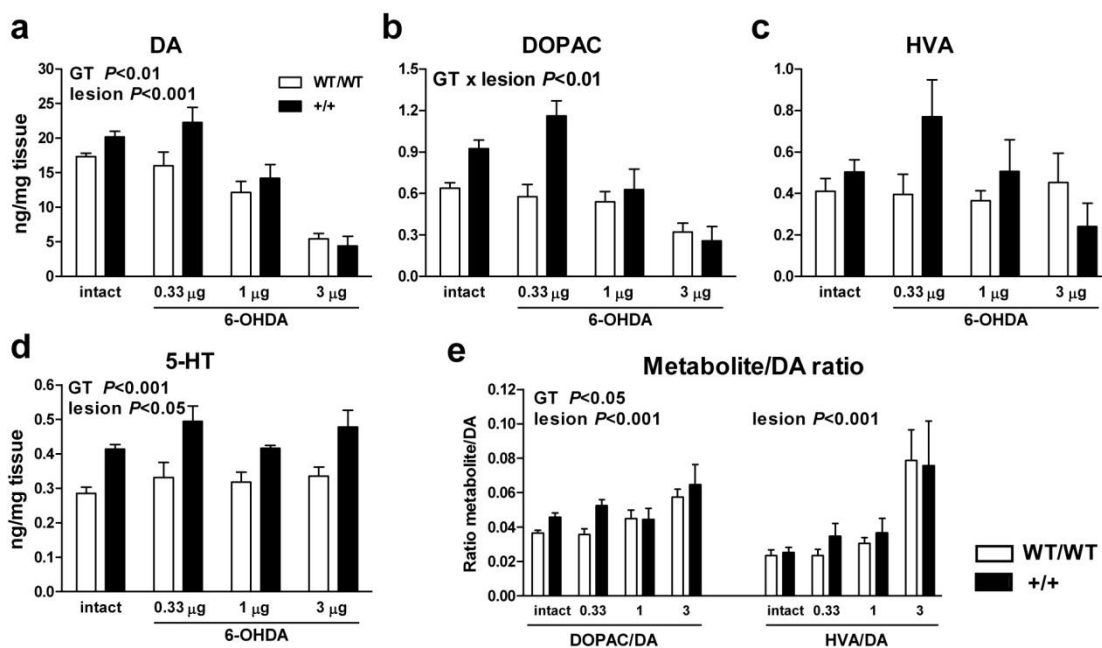 a
DA
GT P<0.01
lesion P<0.001
WT/WT
+/+
ng/mg tissue
30
25
20
15
10
5
0
intact 0.33 μg 1 μg 3 μg
6-OHDA
b
DOPAC
GT x lesion P<0.01
1.5
1.2
0.9
0.6
0.3
0.0
intact 0.33 μg 1 μg 3 μg
6-OHDA
c
HVA
1.0
0.8
0.6
0.4
0.2
0.0
intact 0.33 μg 1 μg 3 μg
6-OHDA
d
5-HT
GT P<0.001
lesion P<0.05
ng/mg tissue
0.6
0.5
0.4
0.3
0.2
0.1
0.0
intact 0.33 μg 1 μg 3 μg
6-OHDA
e
Metabolite/DA ratio
GT P<0.05
lesion P<0.001
lesion P<0.001
Ratio metabolite/DA
0.12
0.10
0.08
0.06
0.04
0.02
0.00
intact 0.33 1 3
DOPAC/DA
intact 0.33 1 3
HVA/DA
WT/WT
+/+